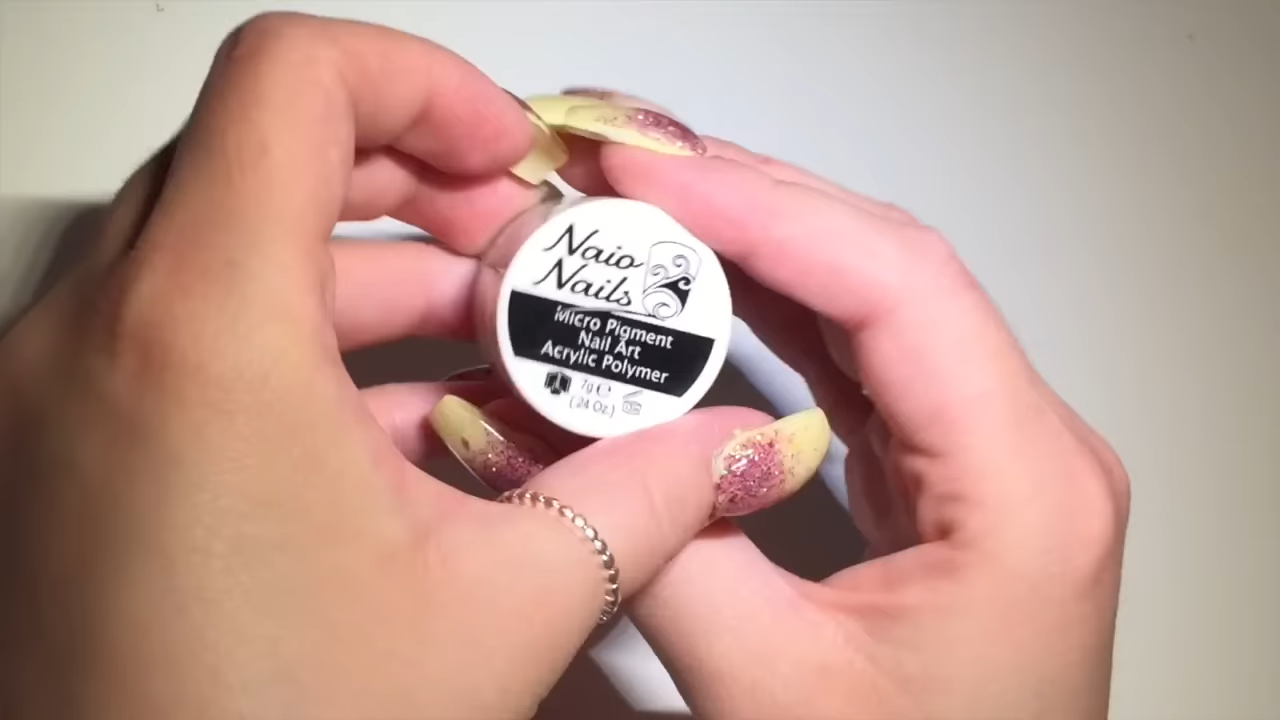 Naio
Nails
Micro Pigment
Nail Art
Acrylic Polymer
7g C€
(.24 Oz.)